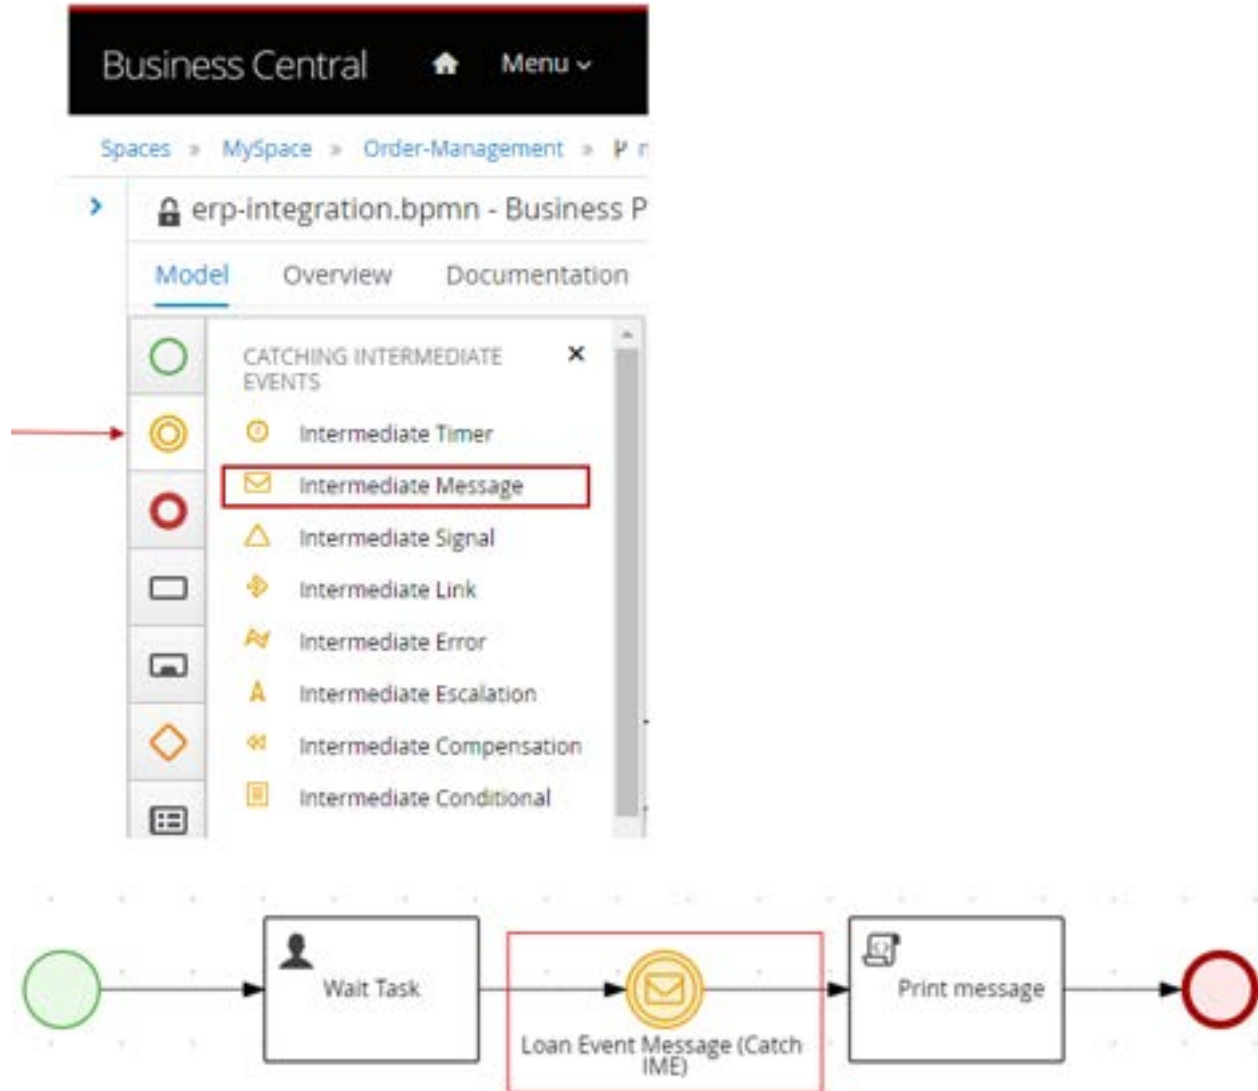 Business Central Menu
Spaces » MySpace » Order-Management »
erp-integration.bpmn - Business P
Model Overview Documentation
CATCHING INTERMEDIATE
EVENTS
Intermediate Timer
Intermediate Message
Intermediate Signal
Intermediate Link
Intermediate Error
Intermediate Escalation
Intermediate Compensation
Intermediate Conditional
Wait Task
Loan Event Message (Catch
IME)
Print message